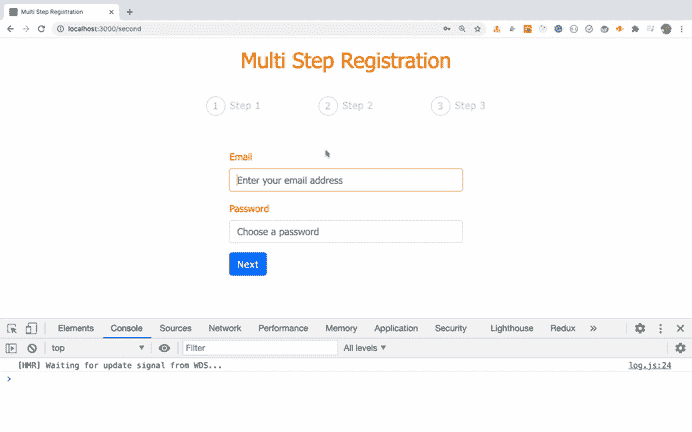 Multi Step Registration
localhost:3000/second
Multi Step Registration
1 Step 1 2 Step 2 3 Step 3
Email
Enter your email address
Password
Choose a password
Next
Elements Console Sources Network Performance Memory Application Security Lighthouse Redux »
top Filter All levels
[HMR] Waiting for update signal from WDS... log.js:24
>